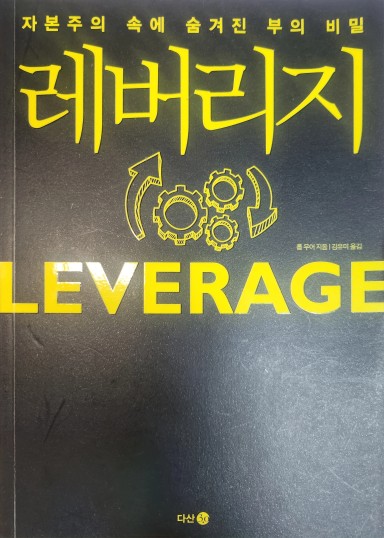 자본주의 속에 숨겨진 부의 비밀
레버리지
롭 무어 지음 | 김유미 옮김
LEVERAGE
다산